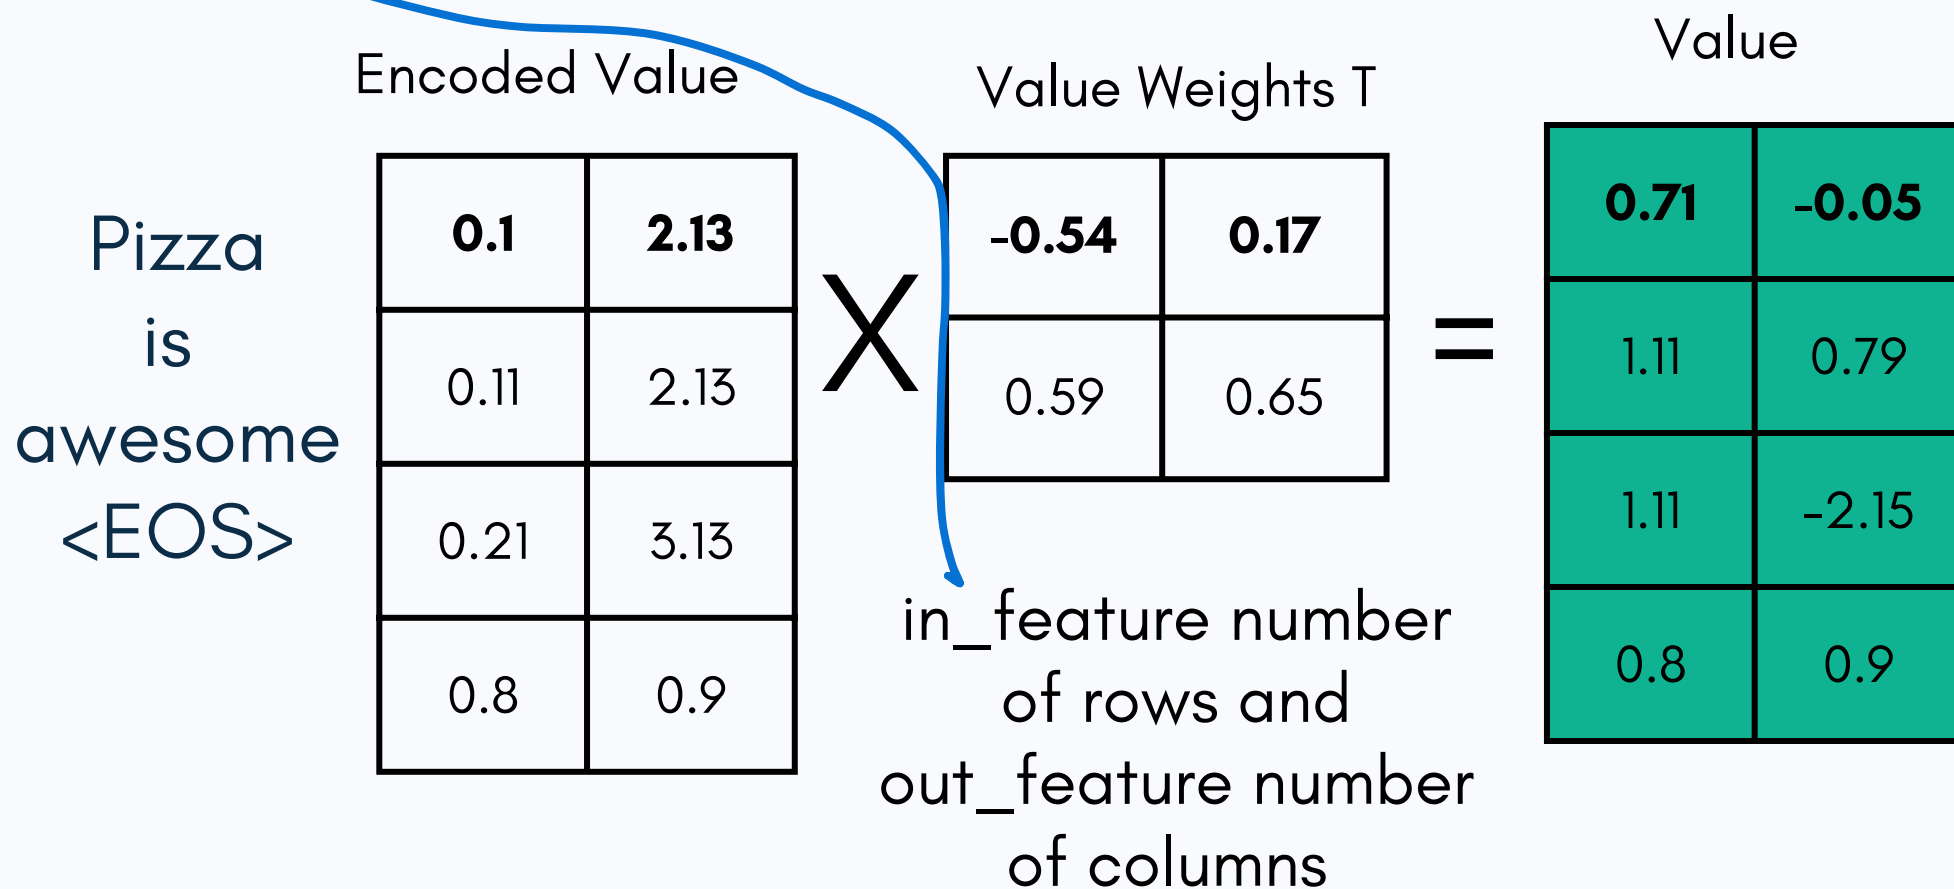 Encoded Value
Value Weights T
Value
Pizza
is
awesome
<EOS>
0.1 2.13
0.11 2.13
0.21 3.13
0.8 0.9
X
-0.54 0.17
0.59 0.65
=
0.71 -0.05
1.11 0.79
1.11 -2.15
0.8 0.9
in_feature number
of rows and
out_feature number
of columns